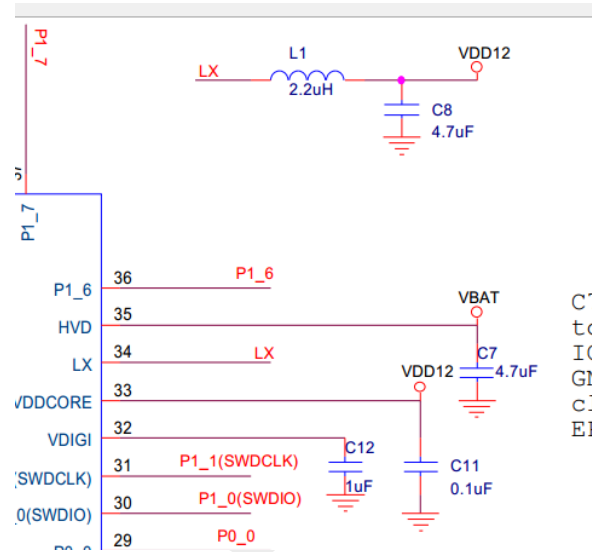 P1_7
L1
VDD12
LX
2.2uH
C8
4.7uF
P1_7
36
P1_6
P1_6
35
VBAT
HVD
34
LX
C7
LX
VDD12
4.7uF
33
VDDCORE
32
VDIGI
C12
31
P1_1(SWDCLK)
C11
(SWDCLK)
1uF
0.1uF
30
P1_0(SWDIO)
0(SWDIO)
29
P0_0